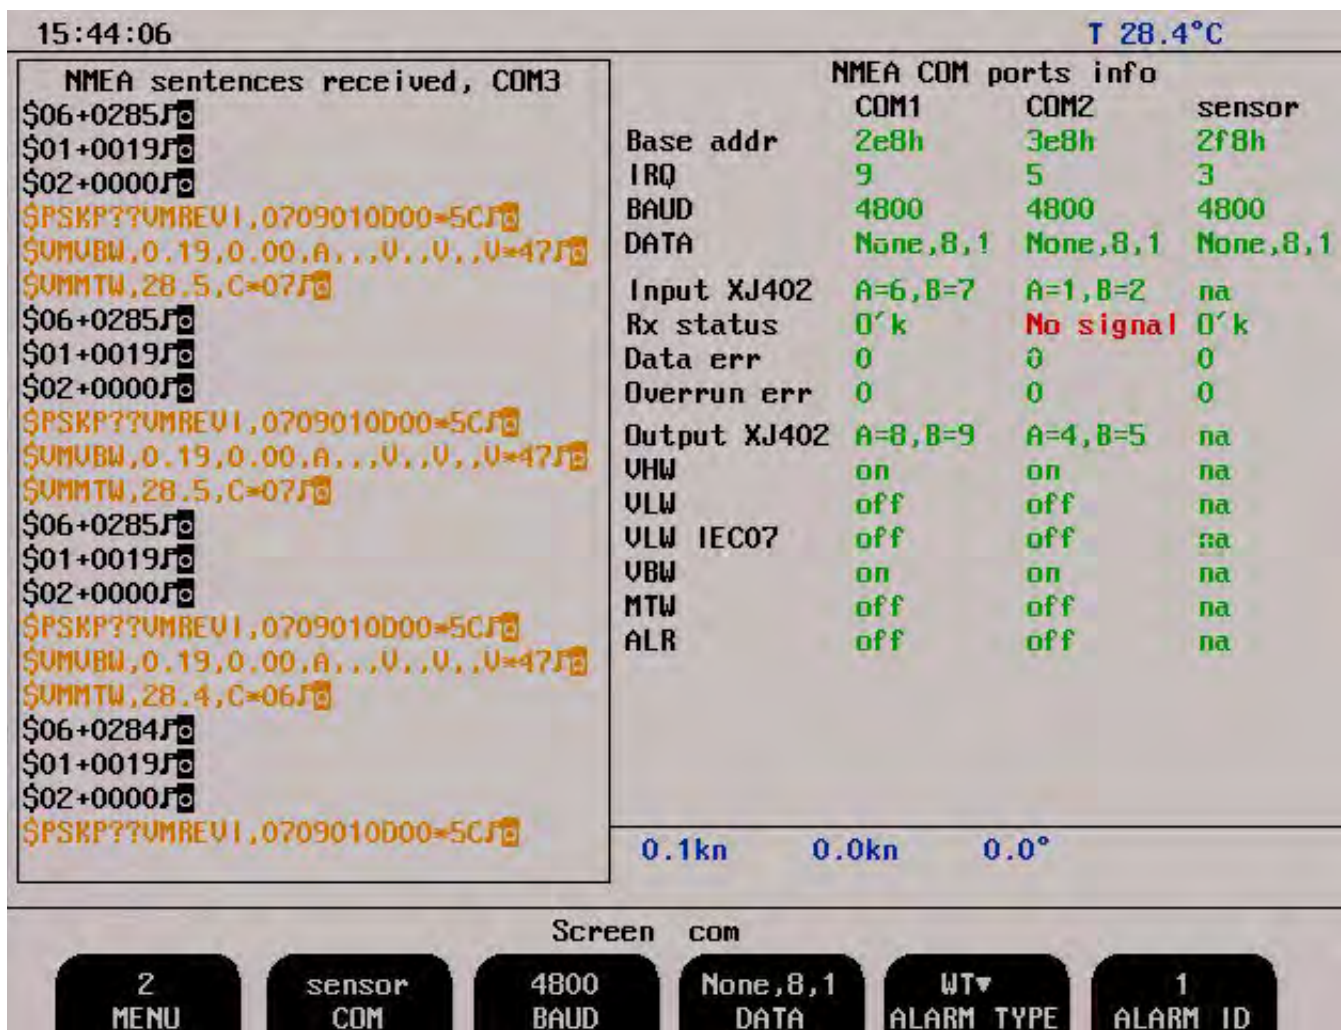 15:44:06
T 28.4°C
NMEA sentences received, COM3
$06+0285♪◙
$01+0019♪◙
$02+0000♪◙
$PSKP??VMREVI,0709010D00*5C♪◙
$VMVBW,0.19,0.00,A,,,V,,V,,V*47♪◙
$VMMTW,28.5,C*07♪◙
$06+0285♪◙
$01+0019♪◙
$02+0000♪◙
$PSKP??VMREVI,0709010D00*5C♪◙
$VMVBW,0.19,0.00,A,,,V,,V,,V*47♪◙
$VMMTW,28.5,C*07♪◙
$06+0285♪◙
$01+0019♪◙
$02+0000♪◙
$PSKP??VMREVI,0709010D00*5C♪◙
$VMVBW,0.19,0.00,A,,,V,,V,,V*47♪◙
$VMMTW,28.4,C*06♪◙
$06+0284♪◙
$01+0019♪◙
$02+0000♪◙
$PSKP??VMREVI,0709010D00*5C♪◙
NMEA COM ports info
COM1 COM2 sensor
Base addr 2e8h 3e8h 2f8h
IRQ 9 5 3
BAUD 4800 4800 4800
DATA None,8,1 None,8,1 None,8,1
Input XJ402 A=6,B=7 A=1,B=2 na
Rx status O´k No signal O´k
Data err 0 0 0
Overrun err 0 0 0
Output XJ402 A=8,B=9 A=4,B=5 na
VHW on on na
VLW off off na
VLW IEC07 off off na
VBW on on na
MTW off off na
ALR off off na
0.1kn 0.0kn 0.0°
Screen com
2 sensor 4800 None,8,1 WT▼ 1
MENU COM BAUD DATA ALARM TYPE ALARM ID